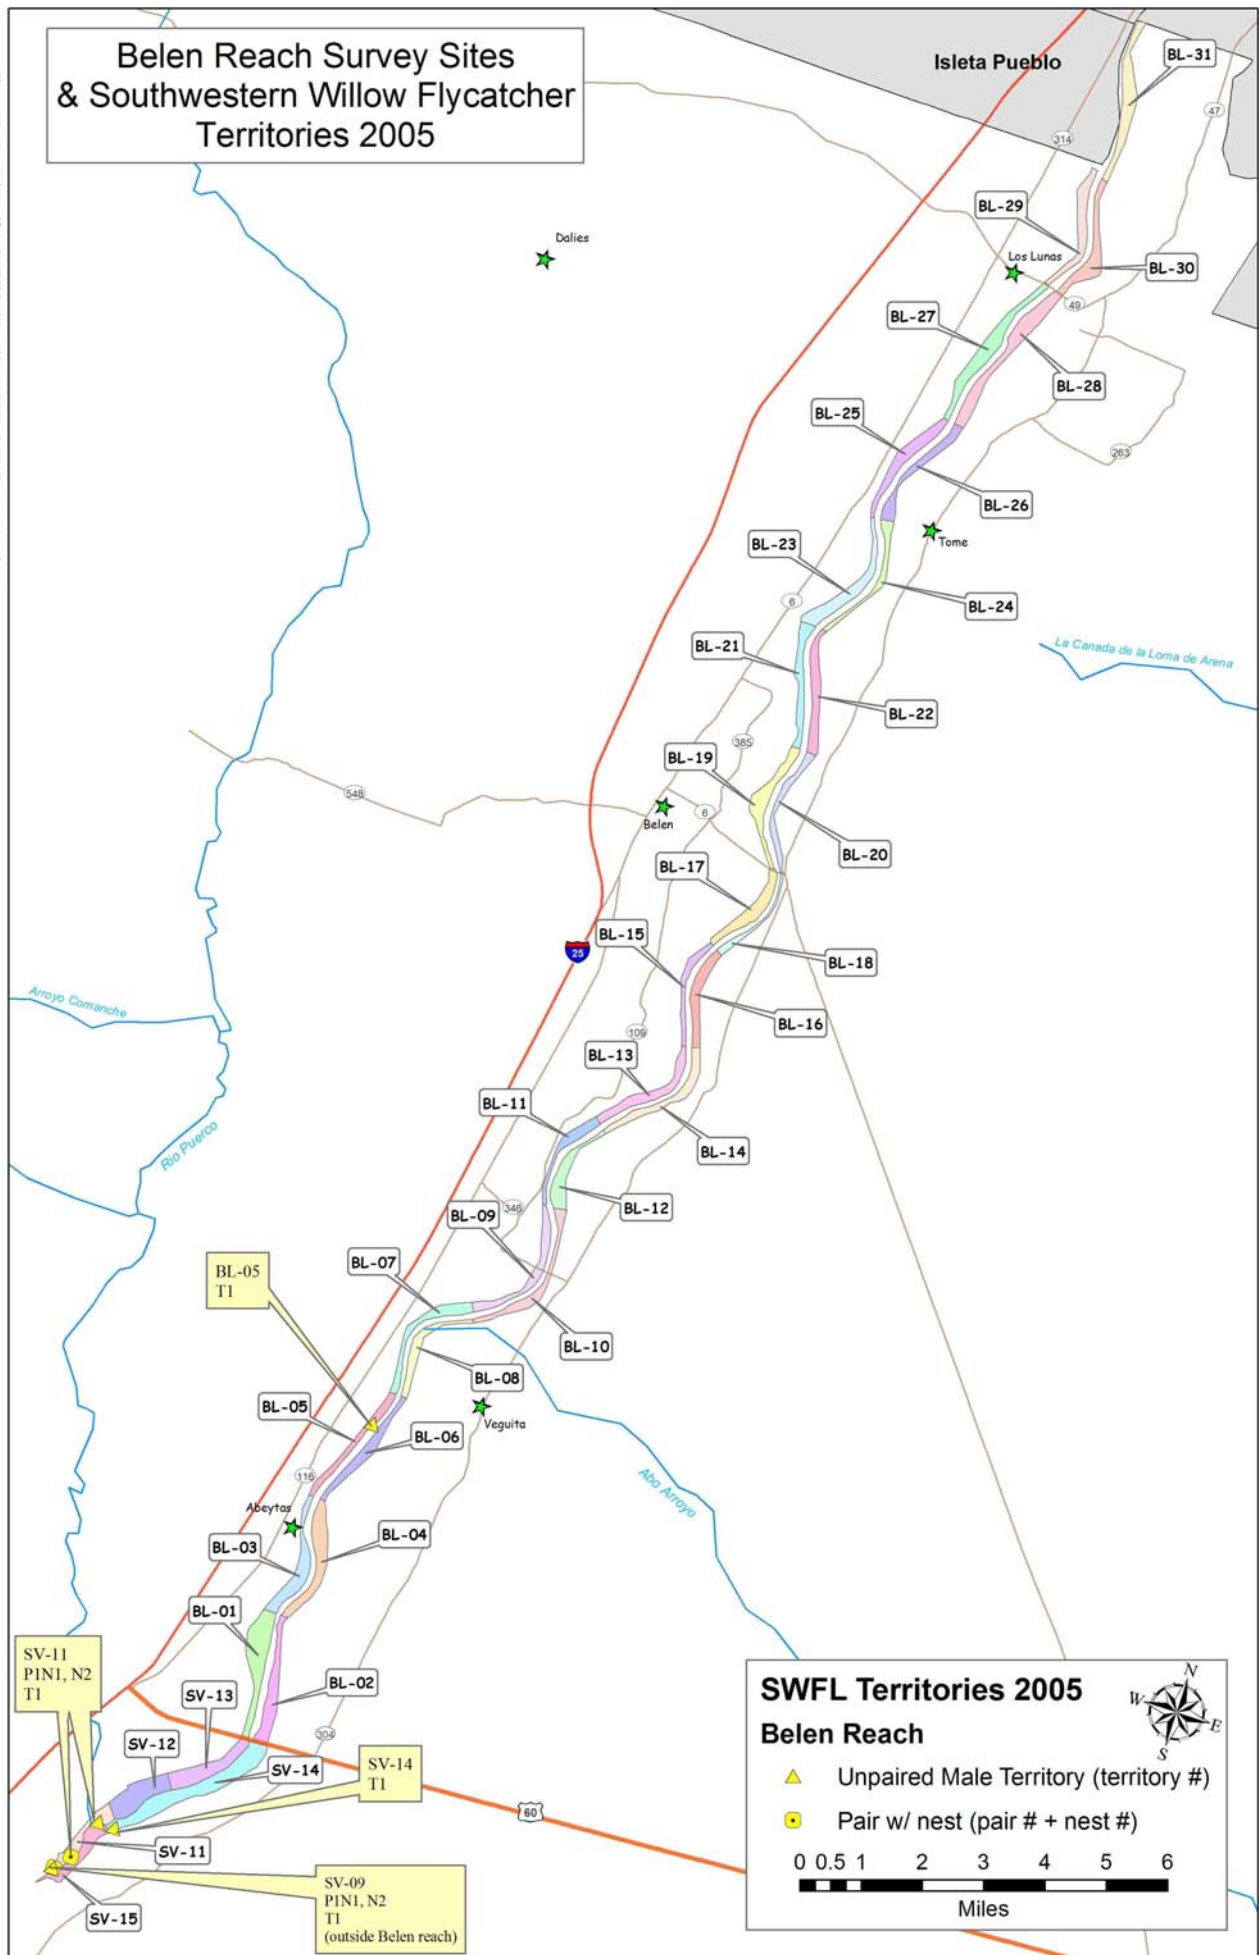 Belen Reach Survey Sites
& Southwestern Willow Flycatcher
Territories 2005
Isleta Pueblo
BL-31
47
314
BL-29
Dalies
Los Lunas
BL-30
49
BL-27
BL-28
BL-25
263
BL-26
Tome
BL-23
6
BL-24
BL-21
La Canada de la Loma de Arena
BL-22
385
BL-19
548
6
Belen
BL-20
BL-17
BL-15
25
BL-18
Arroyo Comanche
BL-16
109
BL-13
BL-11
Rio Puerco
BL-14
346
BL-12
BL-09
BL-07
BL-05
T1
BL-10
BL-08
BL-05
Veguita
BL-06
116
Abo Arroyo
Abeytas
BL-04
BL-03
BL-01
SV-11
P1N1, N2
T1
BL-02
SV-13
304
SV-12
SV-14
SV-14
T1
60
SV-11
SV-09
P1N1, N2
T1
(outside Belen reach)
SV-15
SWFL Territories 2005
Belen Reach
N
W
E
S
Unpaired Male Territory (territory #)
Pair w/ nest (pair # + nest #)
0 0.5 1 2 3 4 5 6
Miles